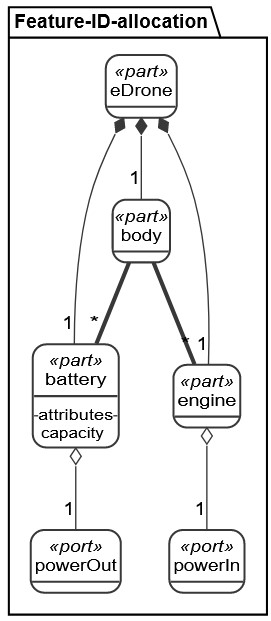 Feature-ID-allocation
«part»
eDrone
1
«part»
body
1
*
* 1
«part»
battery
-attributes-
capacity
«part»
engine
1
1
«port»
powerOut
«port»
powerIn